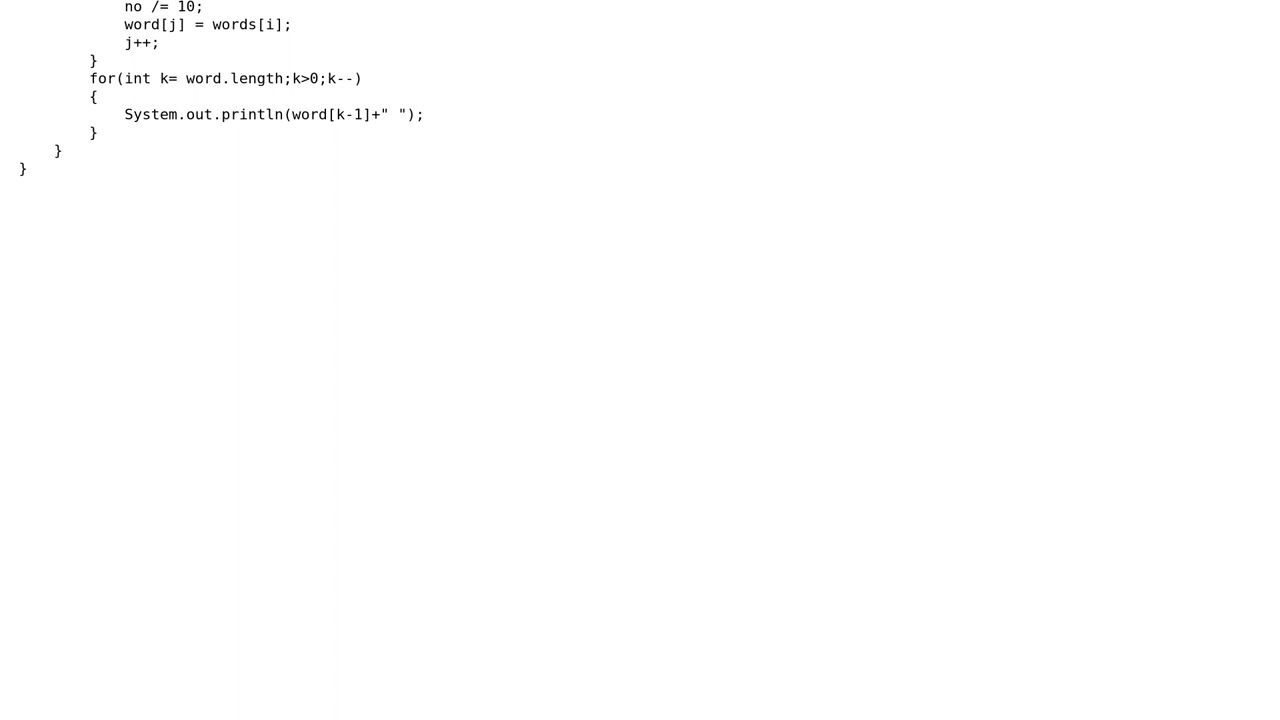 no /= 10;
            word[j] = words[i];
            j++;
        }
        for(int k= word.length;k>0;k--)
        {
            System.out.println(word[k-1]+" ");
        }
    }
}